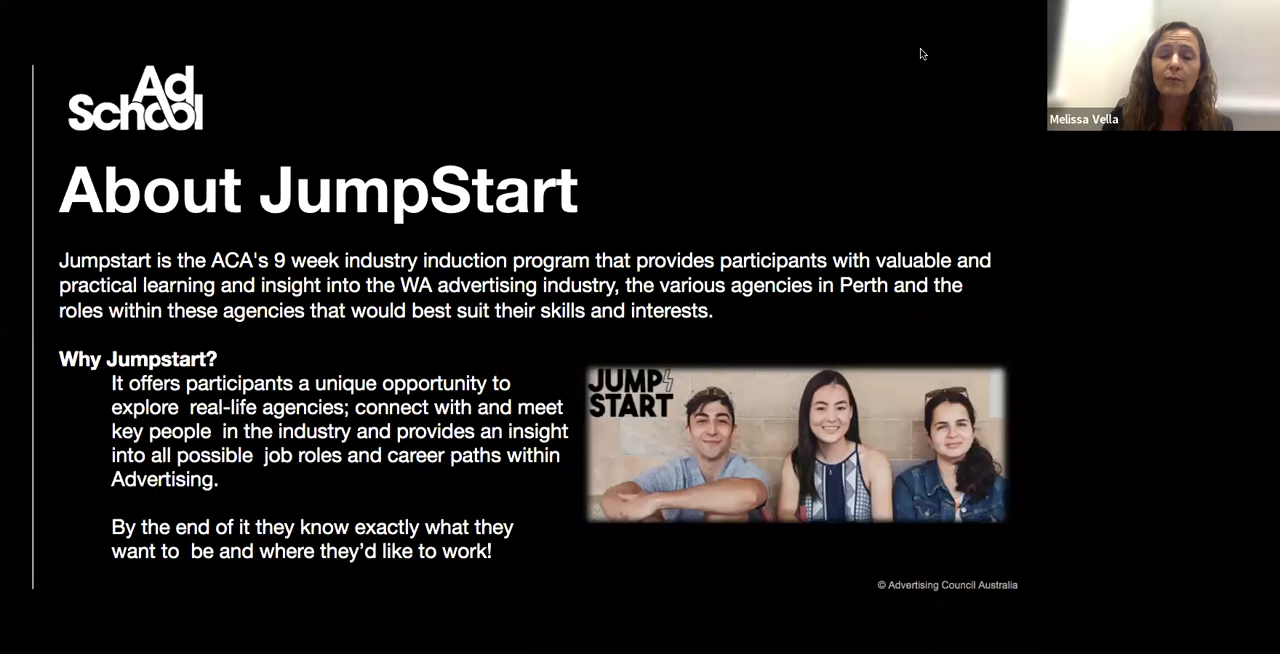 Ad
School
Melissa Vella
About JumpStart
Jumpstart is the ACA's 9 week industry induction program that provides participants with valuable and
practical learning and insight into the WA advertising industry, the various agencies in Perth and the
roles within these agencies that would best suit their skills and interests.
Why Jumpstart?
It offers participants a unique opportunity to
explore real-life agencies; connect with and meet
key people in the industry and provides an insight
into all possible job roles and career paths within
Advertising.
By the end of it they know exactly what they
want to be and where they’d like to work!
JUMP
START
© Advertising Council Australia